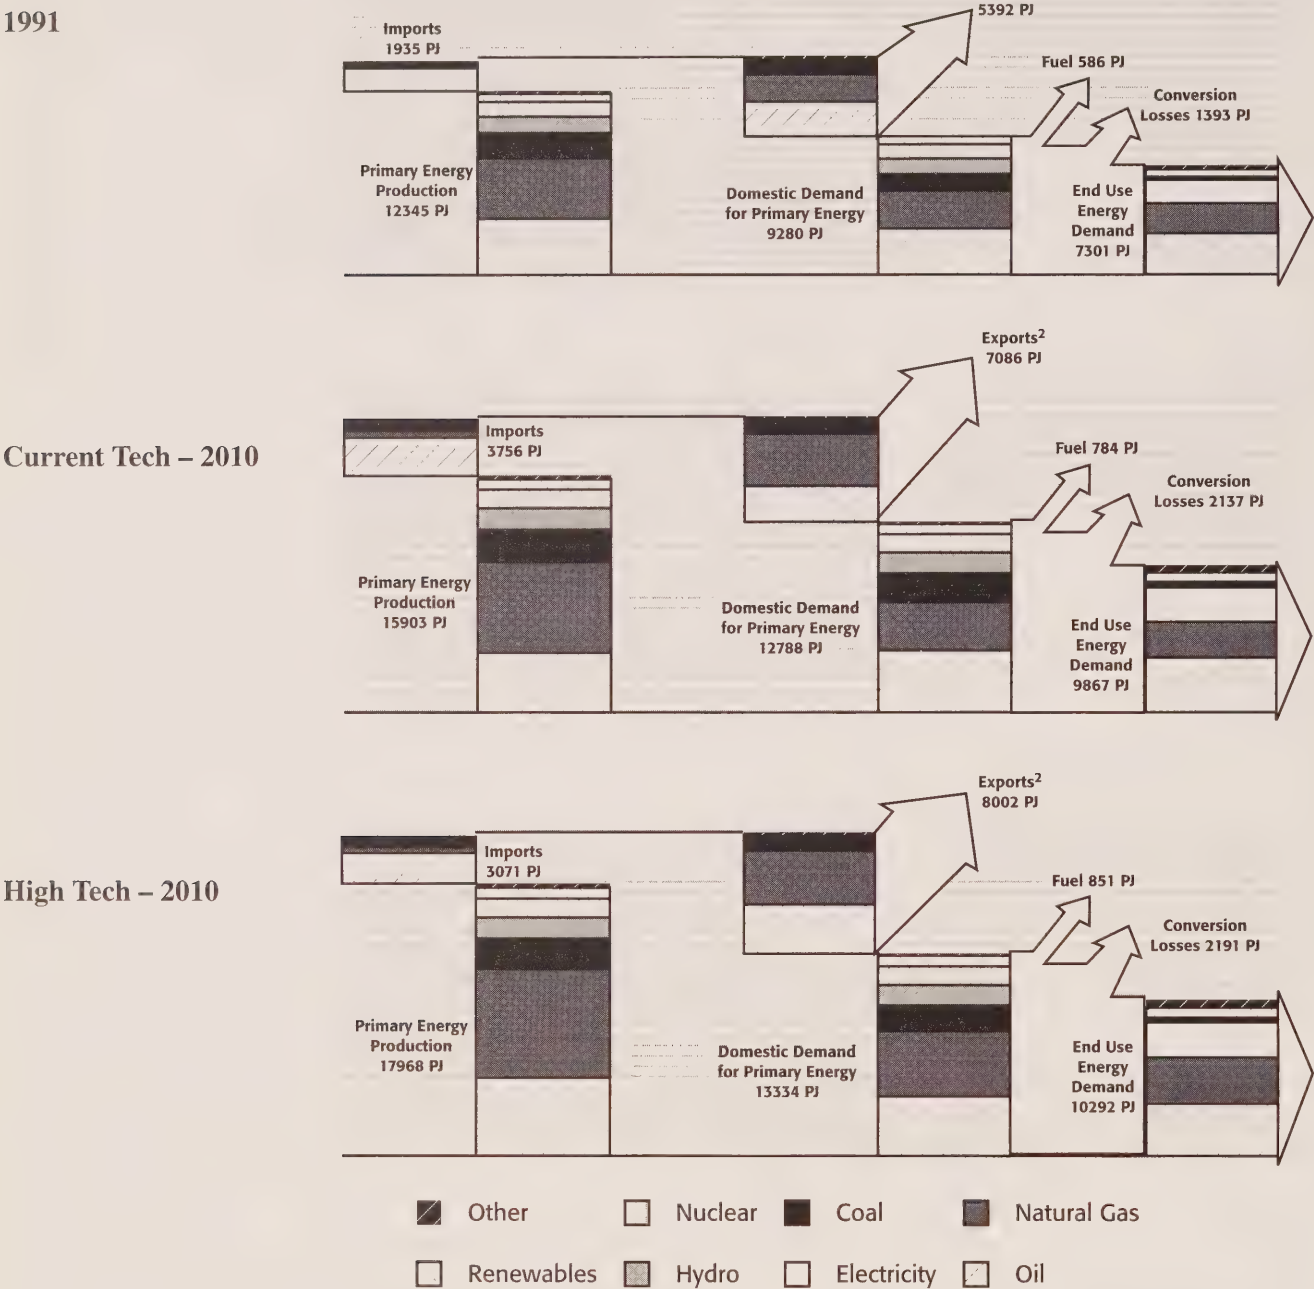 1991
5392 PJ
Imports
1935 PJ
Fuel 586 PJ
Conversion
Losses 1393 PJ
Primary Energy
Production
12345 PJ
Domestic Demand
for Primary Energy
9280 PJ
End Use
Energy
Demand
7301 PJ
Exports²
7086 PJ
Current Tech – 2010
Imports
3756 PJ
Fuel 784 PJ
Conversion
Losses 2137 PJ
Primary Energy
Production
15903 PJ
Domestic Demand
for Primary Energy
12788 PJ
End Use
Energy
Demand
9867 PJ
Exports²
8002 PJ
High Tech – 2010
Imports
3071 PJ
Fuel 851 PJ
Conversion
Losses 2191 PJ
Primary Energy
Production
17968 PJ
Domestic Demand
for Primary Energy
13334 PJ
End Use
Energy
Demand
10292 PJ
Other Nuclear Coal Natural Gas
Renewables Hydro Electricity Oil